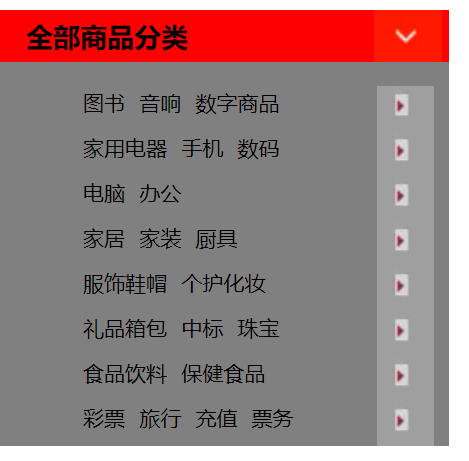 全部商品分类
图书 音响 数字商品
家用电器 手机 数码
电脑 办公
家居 家装 厨具
服饰鞋帽 个护化妆
礼品箱包 中标 珠宝
食品饮料 保健食品
彩票 旅行 充值 票务